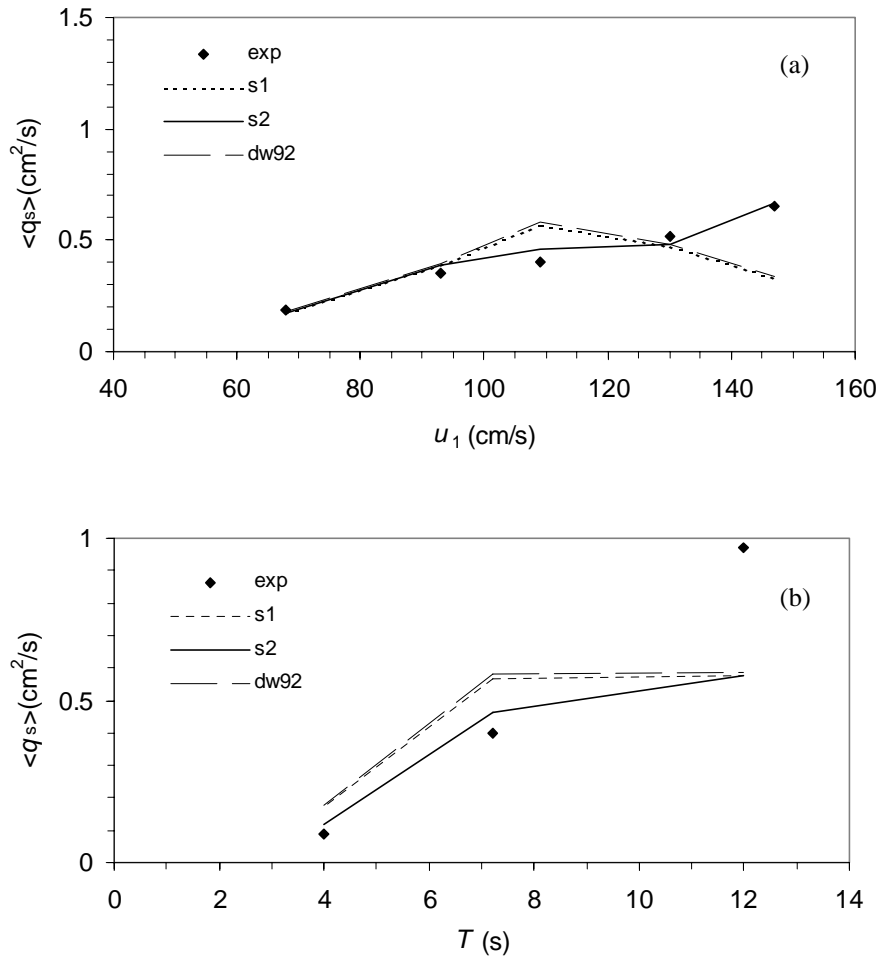 1.5
1
0.5
0
<qs>(cm²/s)
exp
s1
s2
dw92
(a)
40 60 80 100 120 140 160
u₁ (cm/s)
1
0.5
0
<qs>(cm²/s)
exp
s1
s2
dw92
(b)
0 2 4 6 8 10 12 14
T (s)